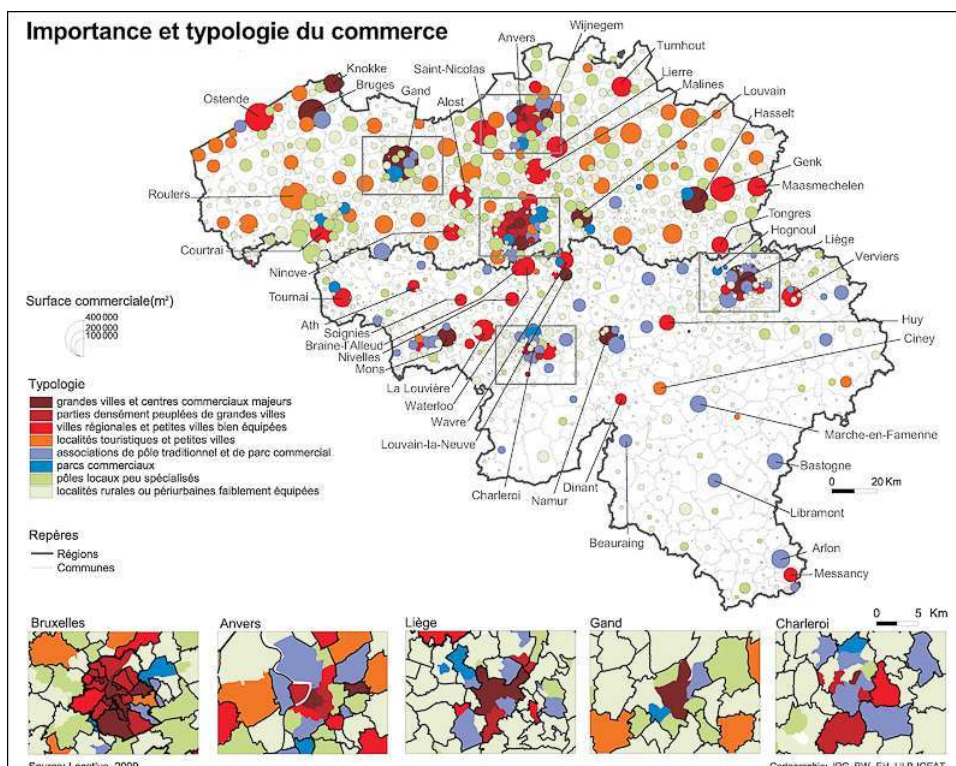 Importance et typologie du commerce
Wijnegem
Anvers
Turnhout
Knokke
Saint-Nicolas
Lierre
Bruges
Malines
Gand
Alost
Louvain
Ostende
Hasselt
Genk
Roulers
Maasmechelen
Tongres
Hognoul
Courtrai
Liège
Ninove
Verviers
Tournai
Surface commerciale(m²)
400 000
200 000
100 000
Ath
Soignies
Huy
Braine-l'Alleud
Ciney
Nivelles
Mons
Typologie
La Louvière
grandes villes et centres commerciaux majeurs
Waterloo
parties densément peuplées de grandes villes
Wavre
villes régionales et petites villes bien équipées
Marche-en-Famenne
localités touristiques et petites villes
Louvain-la-Neuve
associations de pôle traditionnel et de parc commercial
Bastogne
parcs commerciaux
Dinant
pôles locaux peu spécialisés
Charleroi
Namur
0 20 Km
localités rurales ou périurbaines faiblement équipées
Libramont
Beauraing
Repères
Régions
Arlon
Communes
Messancy
0 5 Km
Bruxelles
Anvers
Liège
Gand
Charleroi